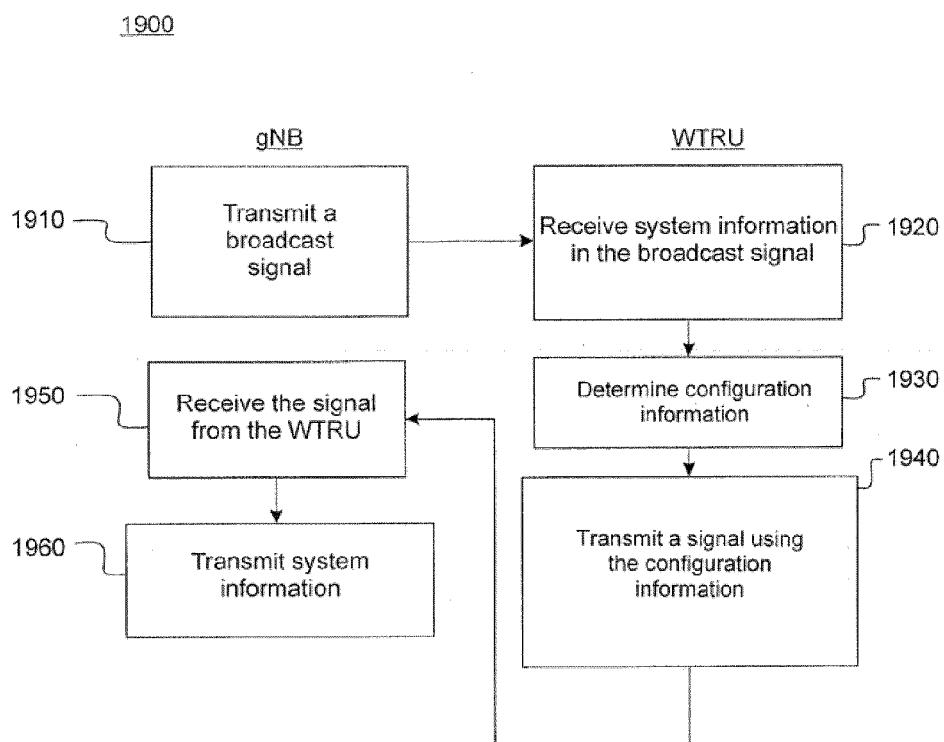 1900
gNB
WTRU
1910
Transmit a
broadcast
signal
Receive system information
in the broadcast signal
1920
1950
Receive the signal
from the WTRU
Determine configuration
information
1930
1940
1960
Transmit system
information
Transmit a signal using
the configuration
information